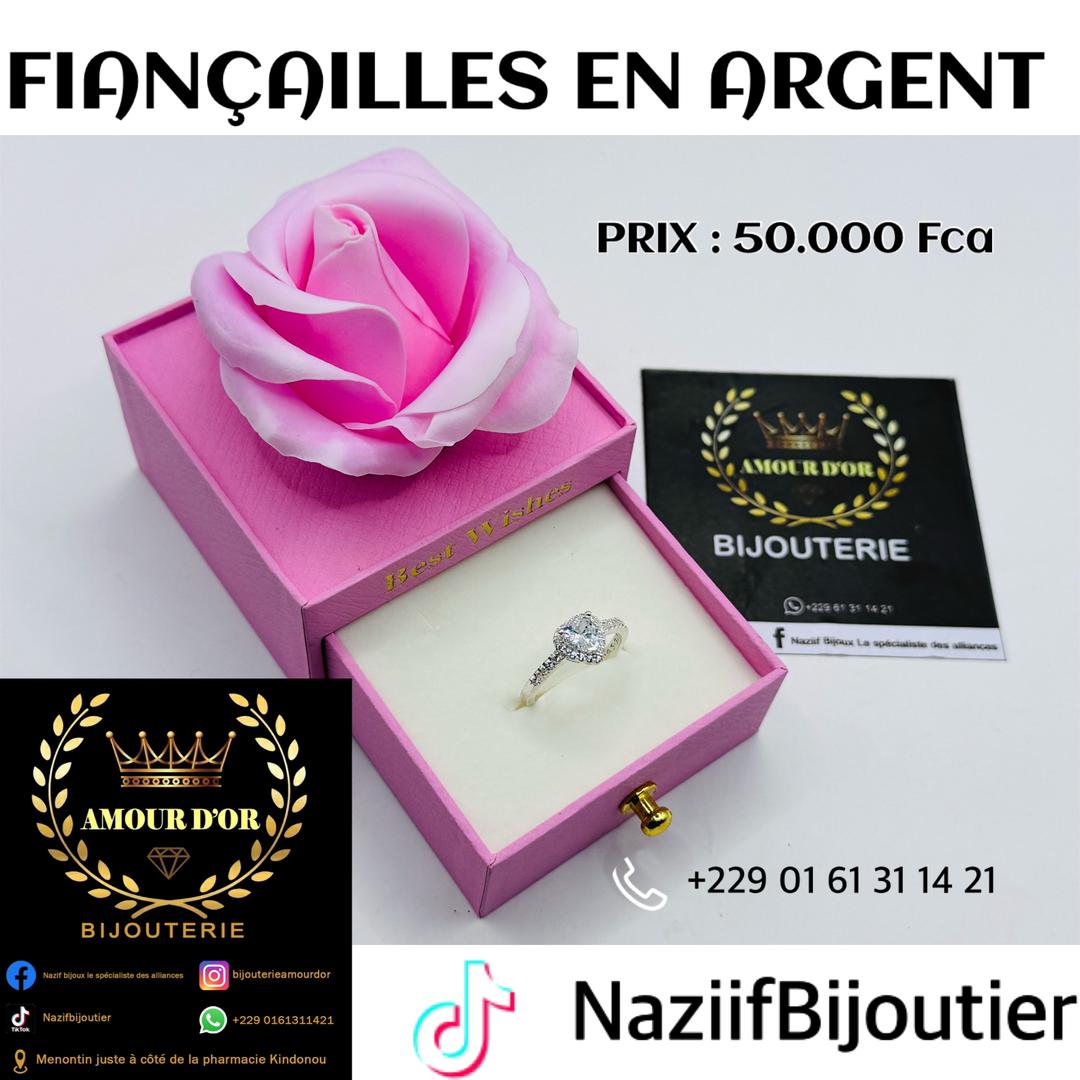 FIANÇAILLES EN ARGENT
PRIX : 50.000 Fca
AMOUR D'OR
BIJOUTERIE
+229 61 31 14 21
f Naziif Bijoux La spécialiste des alliances
Best Wishes
AMOUR D'OR
BIJOUTERIE
Nazif bijoux le spécialiste des alliances
bijouterieamourdor
TikTok
Nazifbijoutier
+229 0161311421
Menontin juste à côté de la pharmacie Kindonou
+229 01 61 31 14 21
NaziifBijoutier